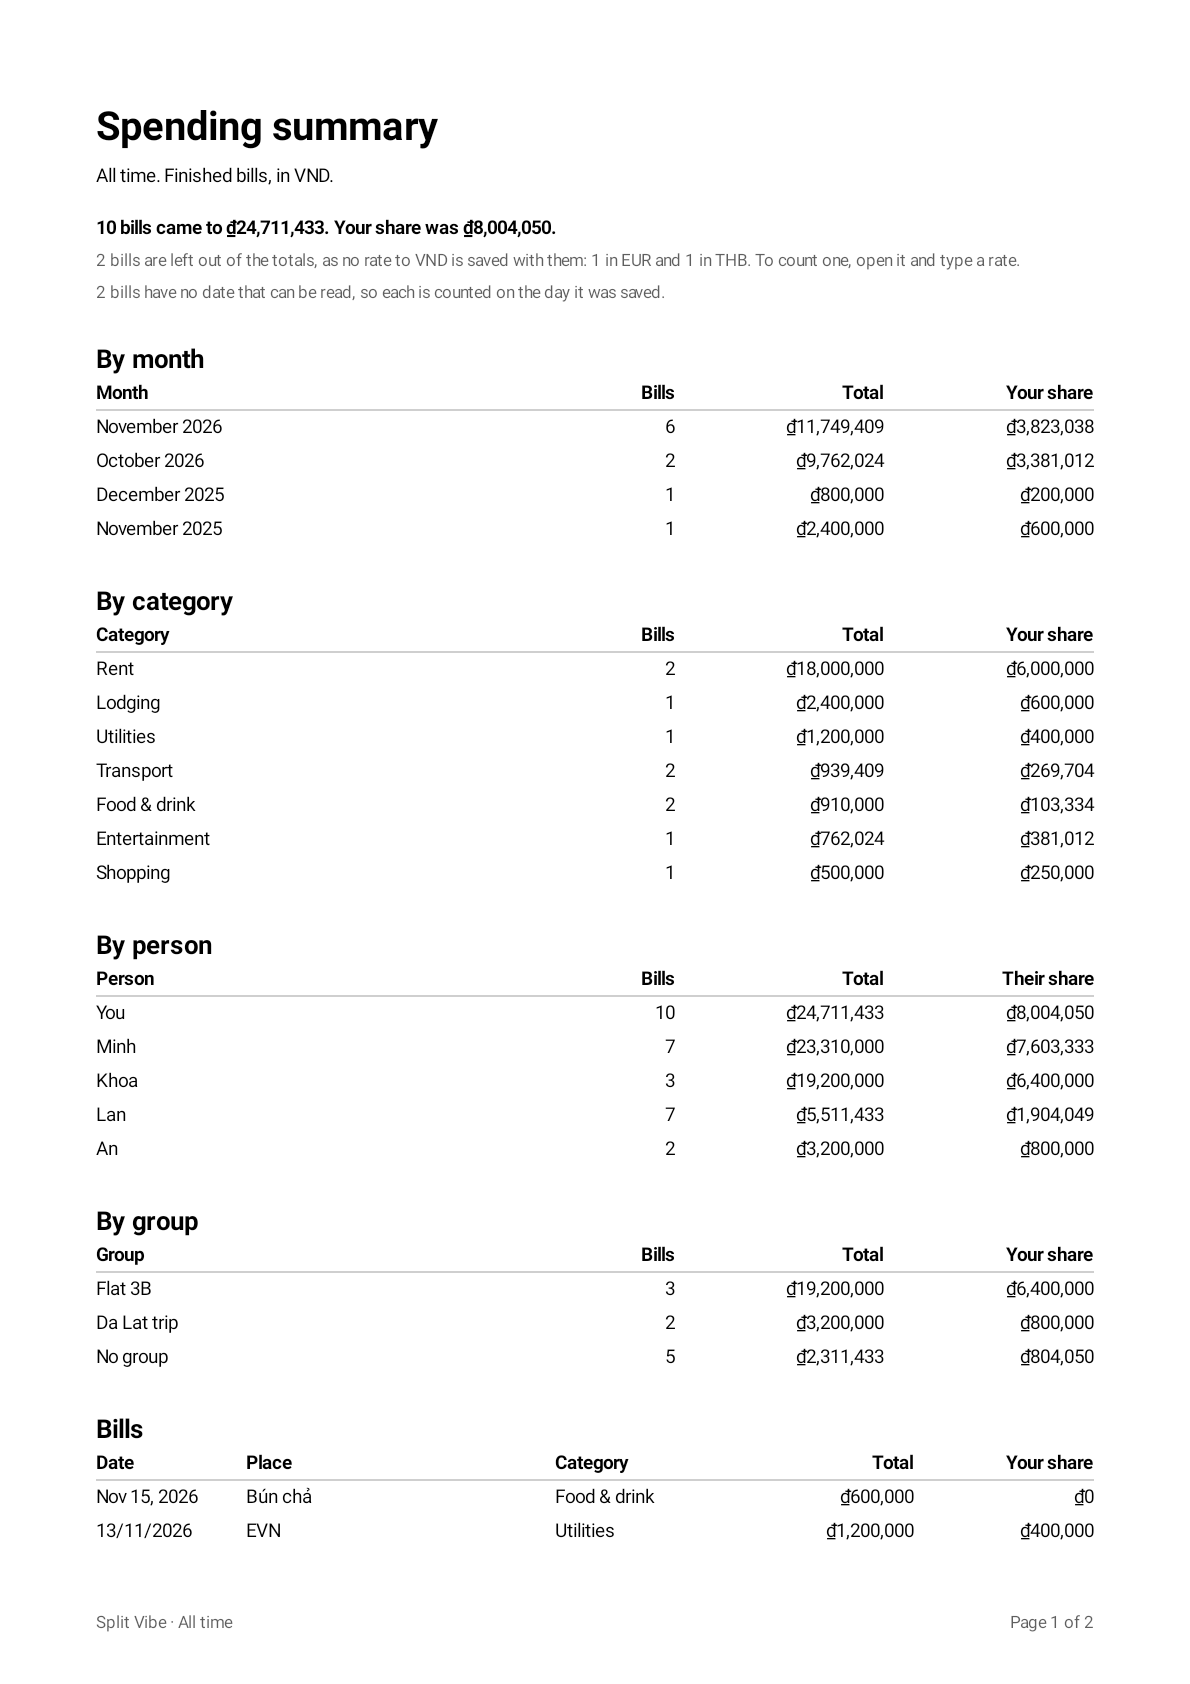 Spending summary
All time. Finished bills, in VND.
10 bills came to ₫24,711,433. Your share was ₫8,004,050.
2 bills are left out of the totals, as no rate to VND is saved with them: 1 in EUR and 1 in THB. To count one, open it and type a rate.
2 bills have no date that can be read, so each is counted on the day it was saved.
By month
Month Bills Total Your share
November 2026 6 ₫11,749,409 ₫3,823,038
October 2026 2 ₫9,762,024 ₫3,381,012
December 2025 1 ₫800,000 ₫200,000
November 2025 1 ₫2,400,000 ₫600,000
By category
Category Bills Total Your share
Rent 2 ₫18,000,000 ₫6,000,000
Lodging 1 ₫2,400,000 ₫600,000
Utilities 1 ₫1,200,000 ₫400,000
Transport 2 ₫939,409 ₫269,704
Food & drink 2 ₫910,000 ₫103,334
Entertainment 1 ₫762,024 ₫381,012
Shopping 1 ₫500,000 ₫250,000
By person
Person Bills Total Their share
You 10 ₫24,711,433 ₫8,004,050
Minh 7 ₫23,310,000 ₫7,603,333
Khoa 3 ₫19,200,000 ₫6,400,000
Lan 7 ₫5,511,433 ₫1,904,049
An 2 ₫3,200,000 ₫800,000
By group
Group Bills Total Your share
Flat 3B 3 ₫19,200,000 ₫6,400,000
Da Lat trip 2 ₫3,200,000 ₫800,000
No group 5 ₫2,311,433 ₫804,050
Bills
Date Place Category Total Your share
Nov 15, 2026 Bún chả Food & drink ₫600,000 ₫0
13/11/2026 EVN Utilities ₫1,200,000 ₫400,000
Split Vibe · All time Page 1 of 2